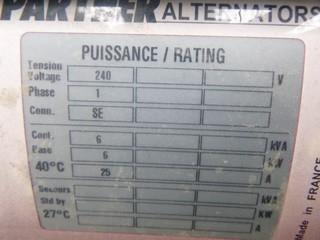 PARTNER ALTERNATORS
PUISSANCE / RATING
Tension
Voltage 240 V
Phase 1
Conn. SE
Cont. 6 kVA
Base 6 kW
40°C 25 A
Secours kVA
Std by KW
27°C A
Made in FRANCE